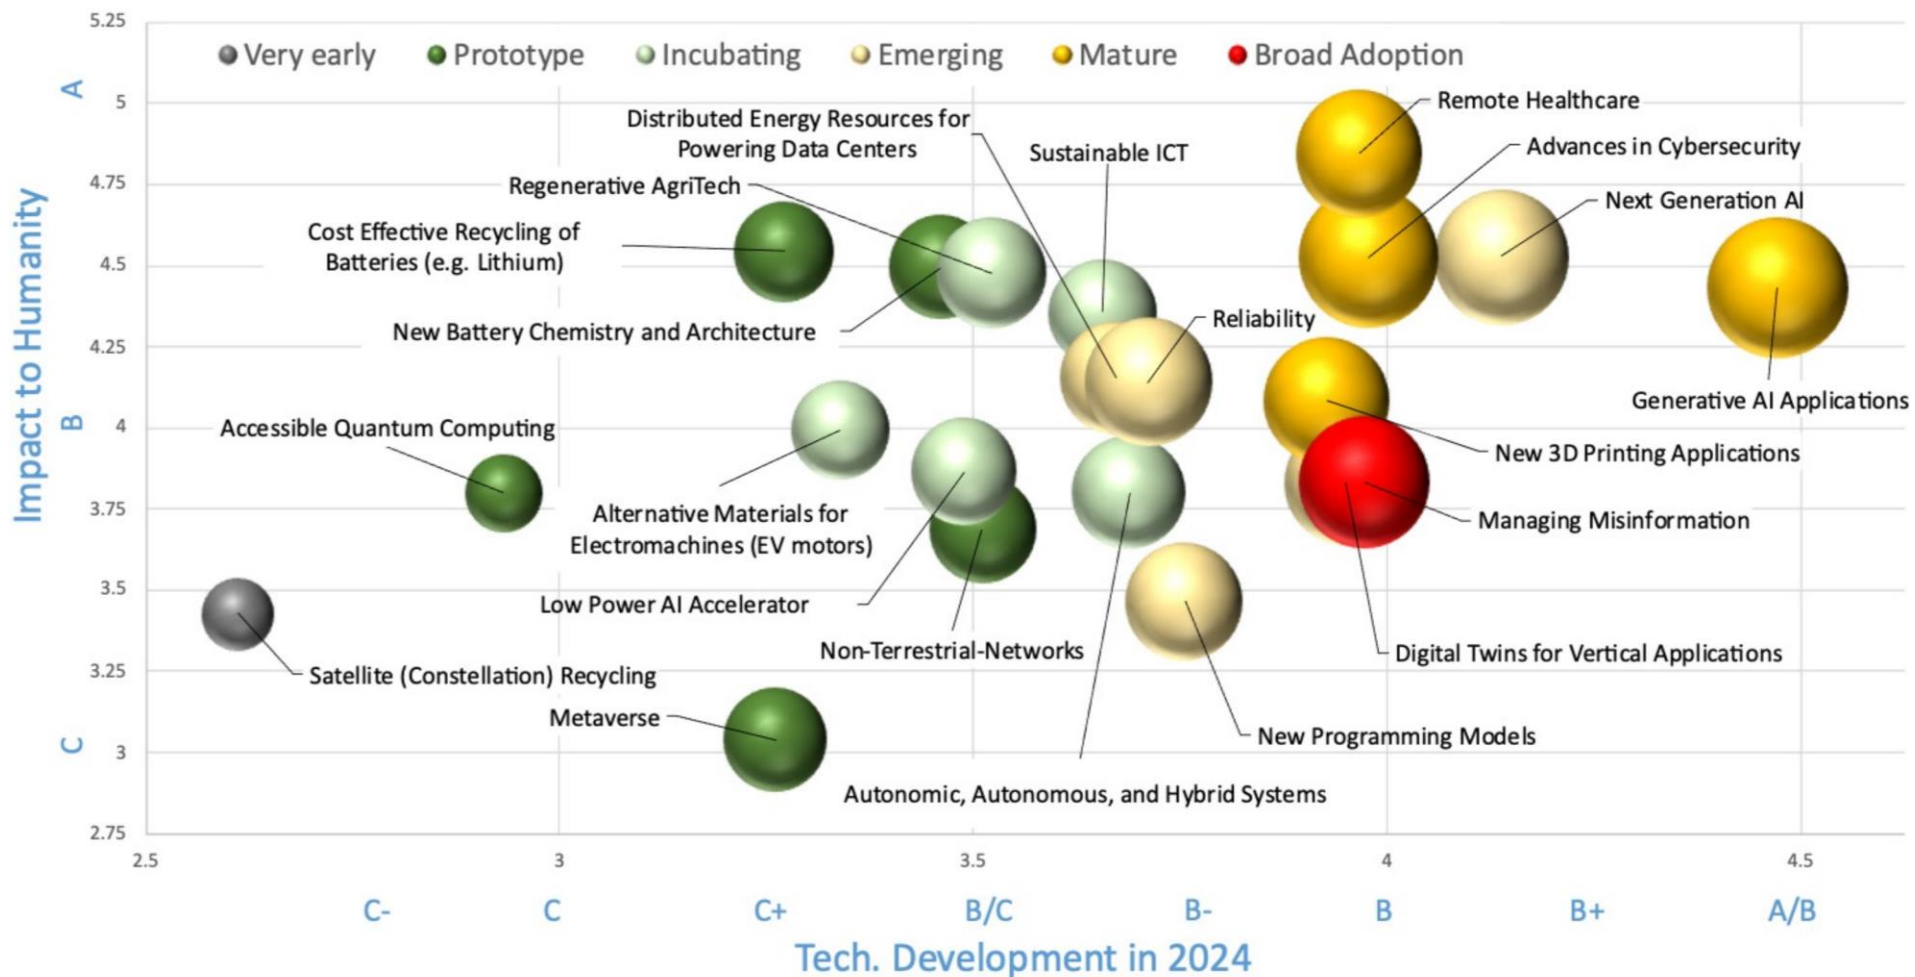 5.25
Very early
Prototype
Incubating
Emerging
Mature
Broad Adoption
A
5
Remote Healthcare
Distributed Energy Resources for
Powering Data Centers
Sustainable ICT
Advances in Cybersecurity
4.75
Regenerative AgriTech
Next Generation AI
Cost Effective Recycling of
Batteries (e.g. Lithium)
4.5
New Battery Chemistry and Architecture
Reliability
4.25
Generative AI Applications
Impact to Humanity
B
4
Accessible Quantum Computing
New 3D Printing Applications
3.75
Alternative Materials for
Electromachines (EV motors)
Managing Misinformation
3.5
Low Power AI Accelerator
Non-Terrestrial-Networks
Digital Twins for Vertical Applications
3.25
Satellite (Constellation) Recycling
Metaverse
New Programming Models
C
3
Autonomic, Autonomous, and Hybrid Systems
2.75
2.5
3
3.5
4
4.5
C-
C
C+
B/C
B-
B
B+
A/B
Tech. Development in 2024